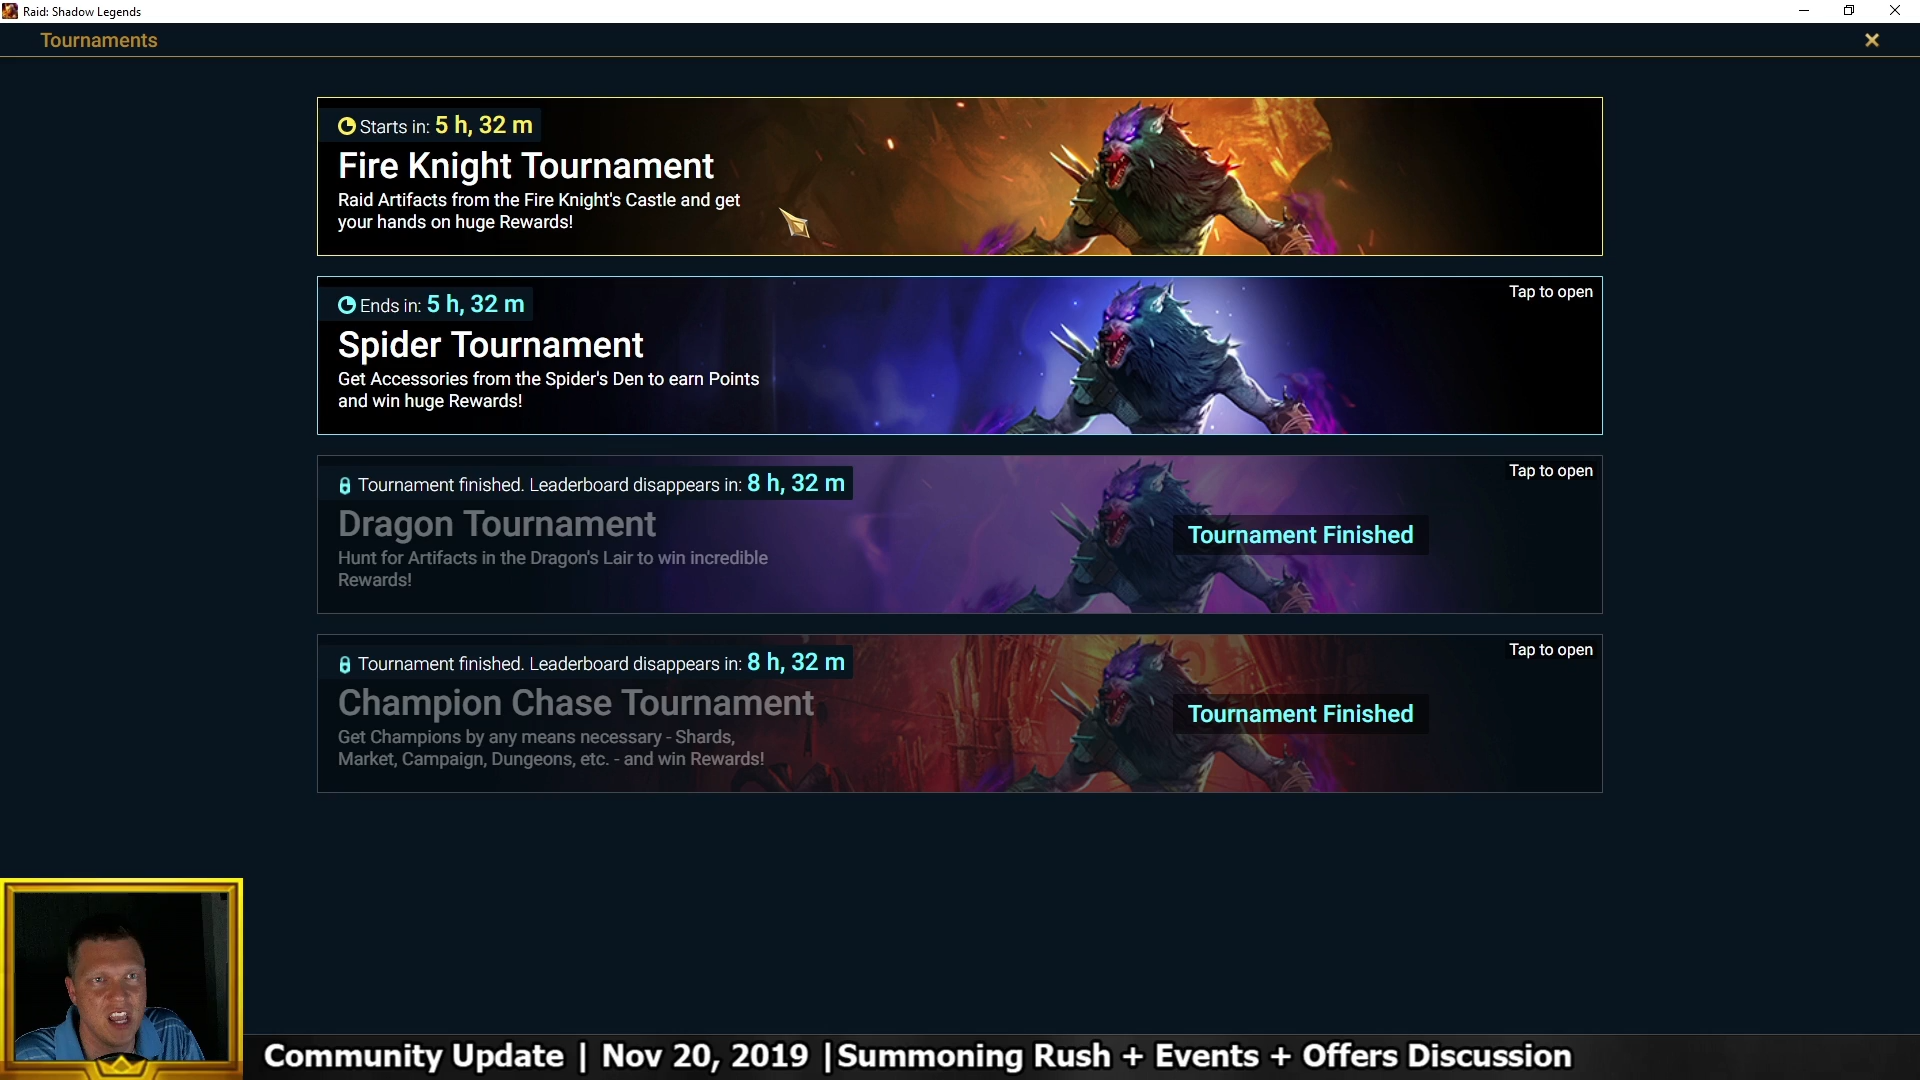 Raid: Shadow Legends
Tournaments
Starts in: 5 h, 32 m
Fire Knight Tournament
Raid Artifacts from the Fire Knight's Castle and get
your hands on huge Rewards!
Ends in: 5 h, 32 m
Tap to open
Spider Tournament
Get Accessories from the Spider's Den to earn Points
and win huge Rewards!
Tournament finished. Leaderboard disappears in: 8 h, 32 m
Tap to open
Dragon Tournament
Tournament Finished
Hunt for Artifacts in the Dragon's Lair to win incredible
Rewards!
Tournament finished. Leaderboard disappears in: 8 h, 32 m
Tap to open
Champion Chase Tournament
Tournament Finished
Get Champions by any means necessary - Shards,
Market, Campaign, Dungeons, etc. - and win Rewards!
Community Update | Nov 20, 2019 |Summoning Rush + Events + Offers Discussion